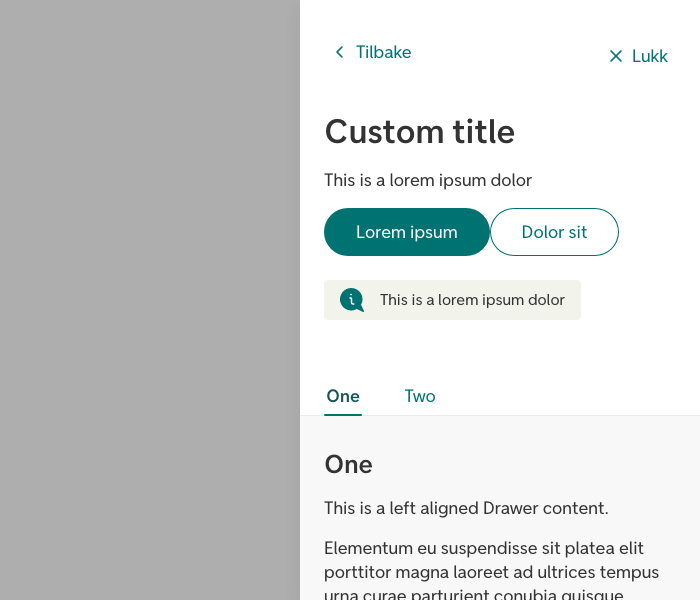 Tilbake
Lukk
Custom title
This is a lorem ipsum dolor
Lorem ipsum
Dolor sit
This is a lorem ipsum dolor
One
Two
One
This is a left aligned Drawer content.
Elementum eu suspendisse sit platea elit
porttitor magna laoreet ad ultrices tempus
urna curae parturient conubia quisque